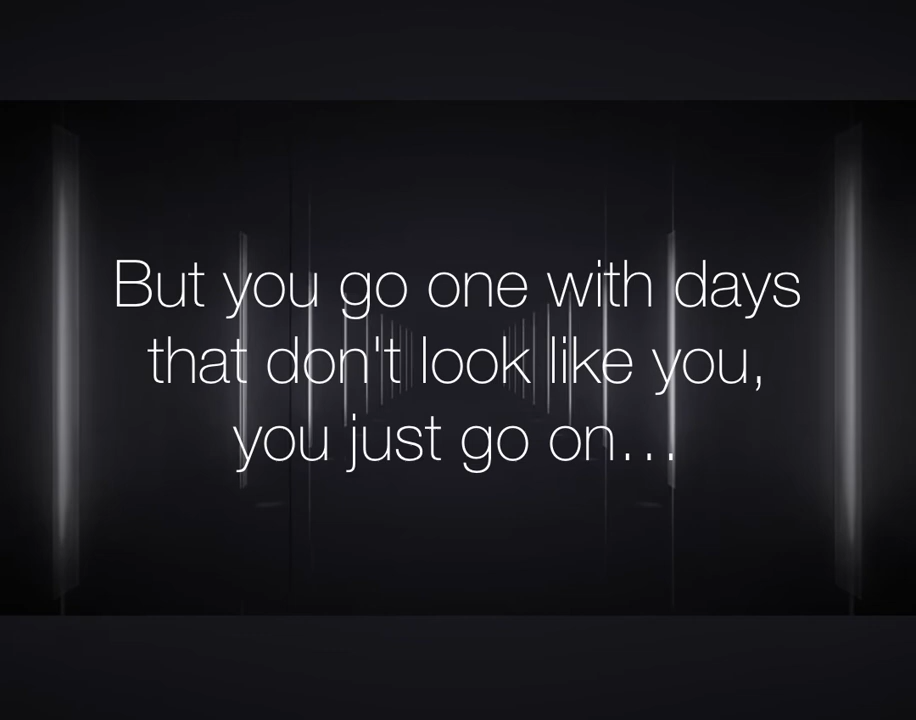 But you go one with days
that don't look like you,
you just go on...